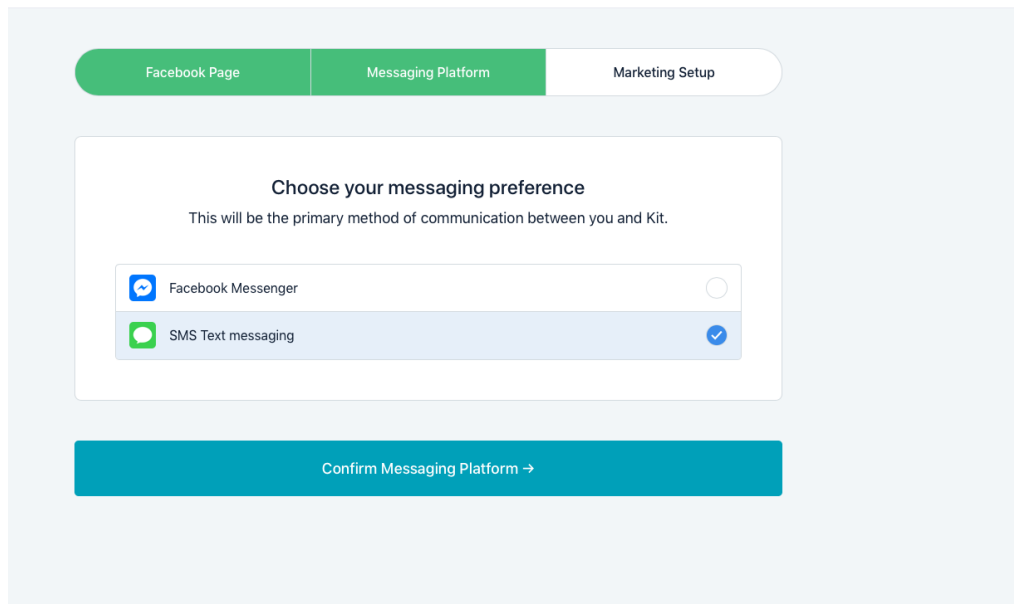 Facebook Page
Messaging Platform
Marketing Setup
Choose your messaging preference
This will be the primary method of communication between you and Kit.
Facebook Messenger
SMS Text messaging
Confirm Messaging Platform →